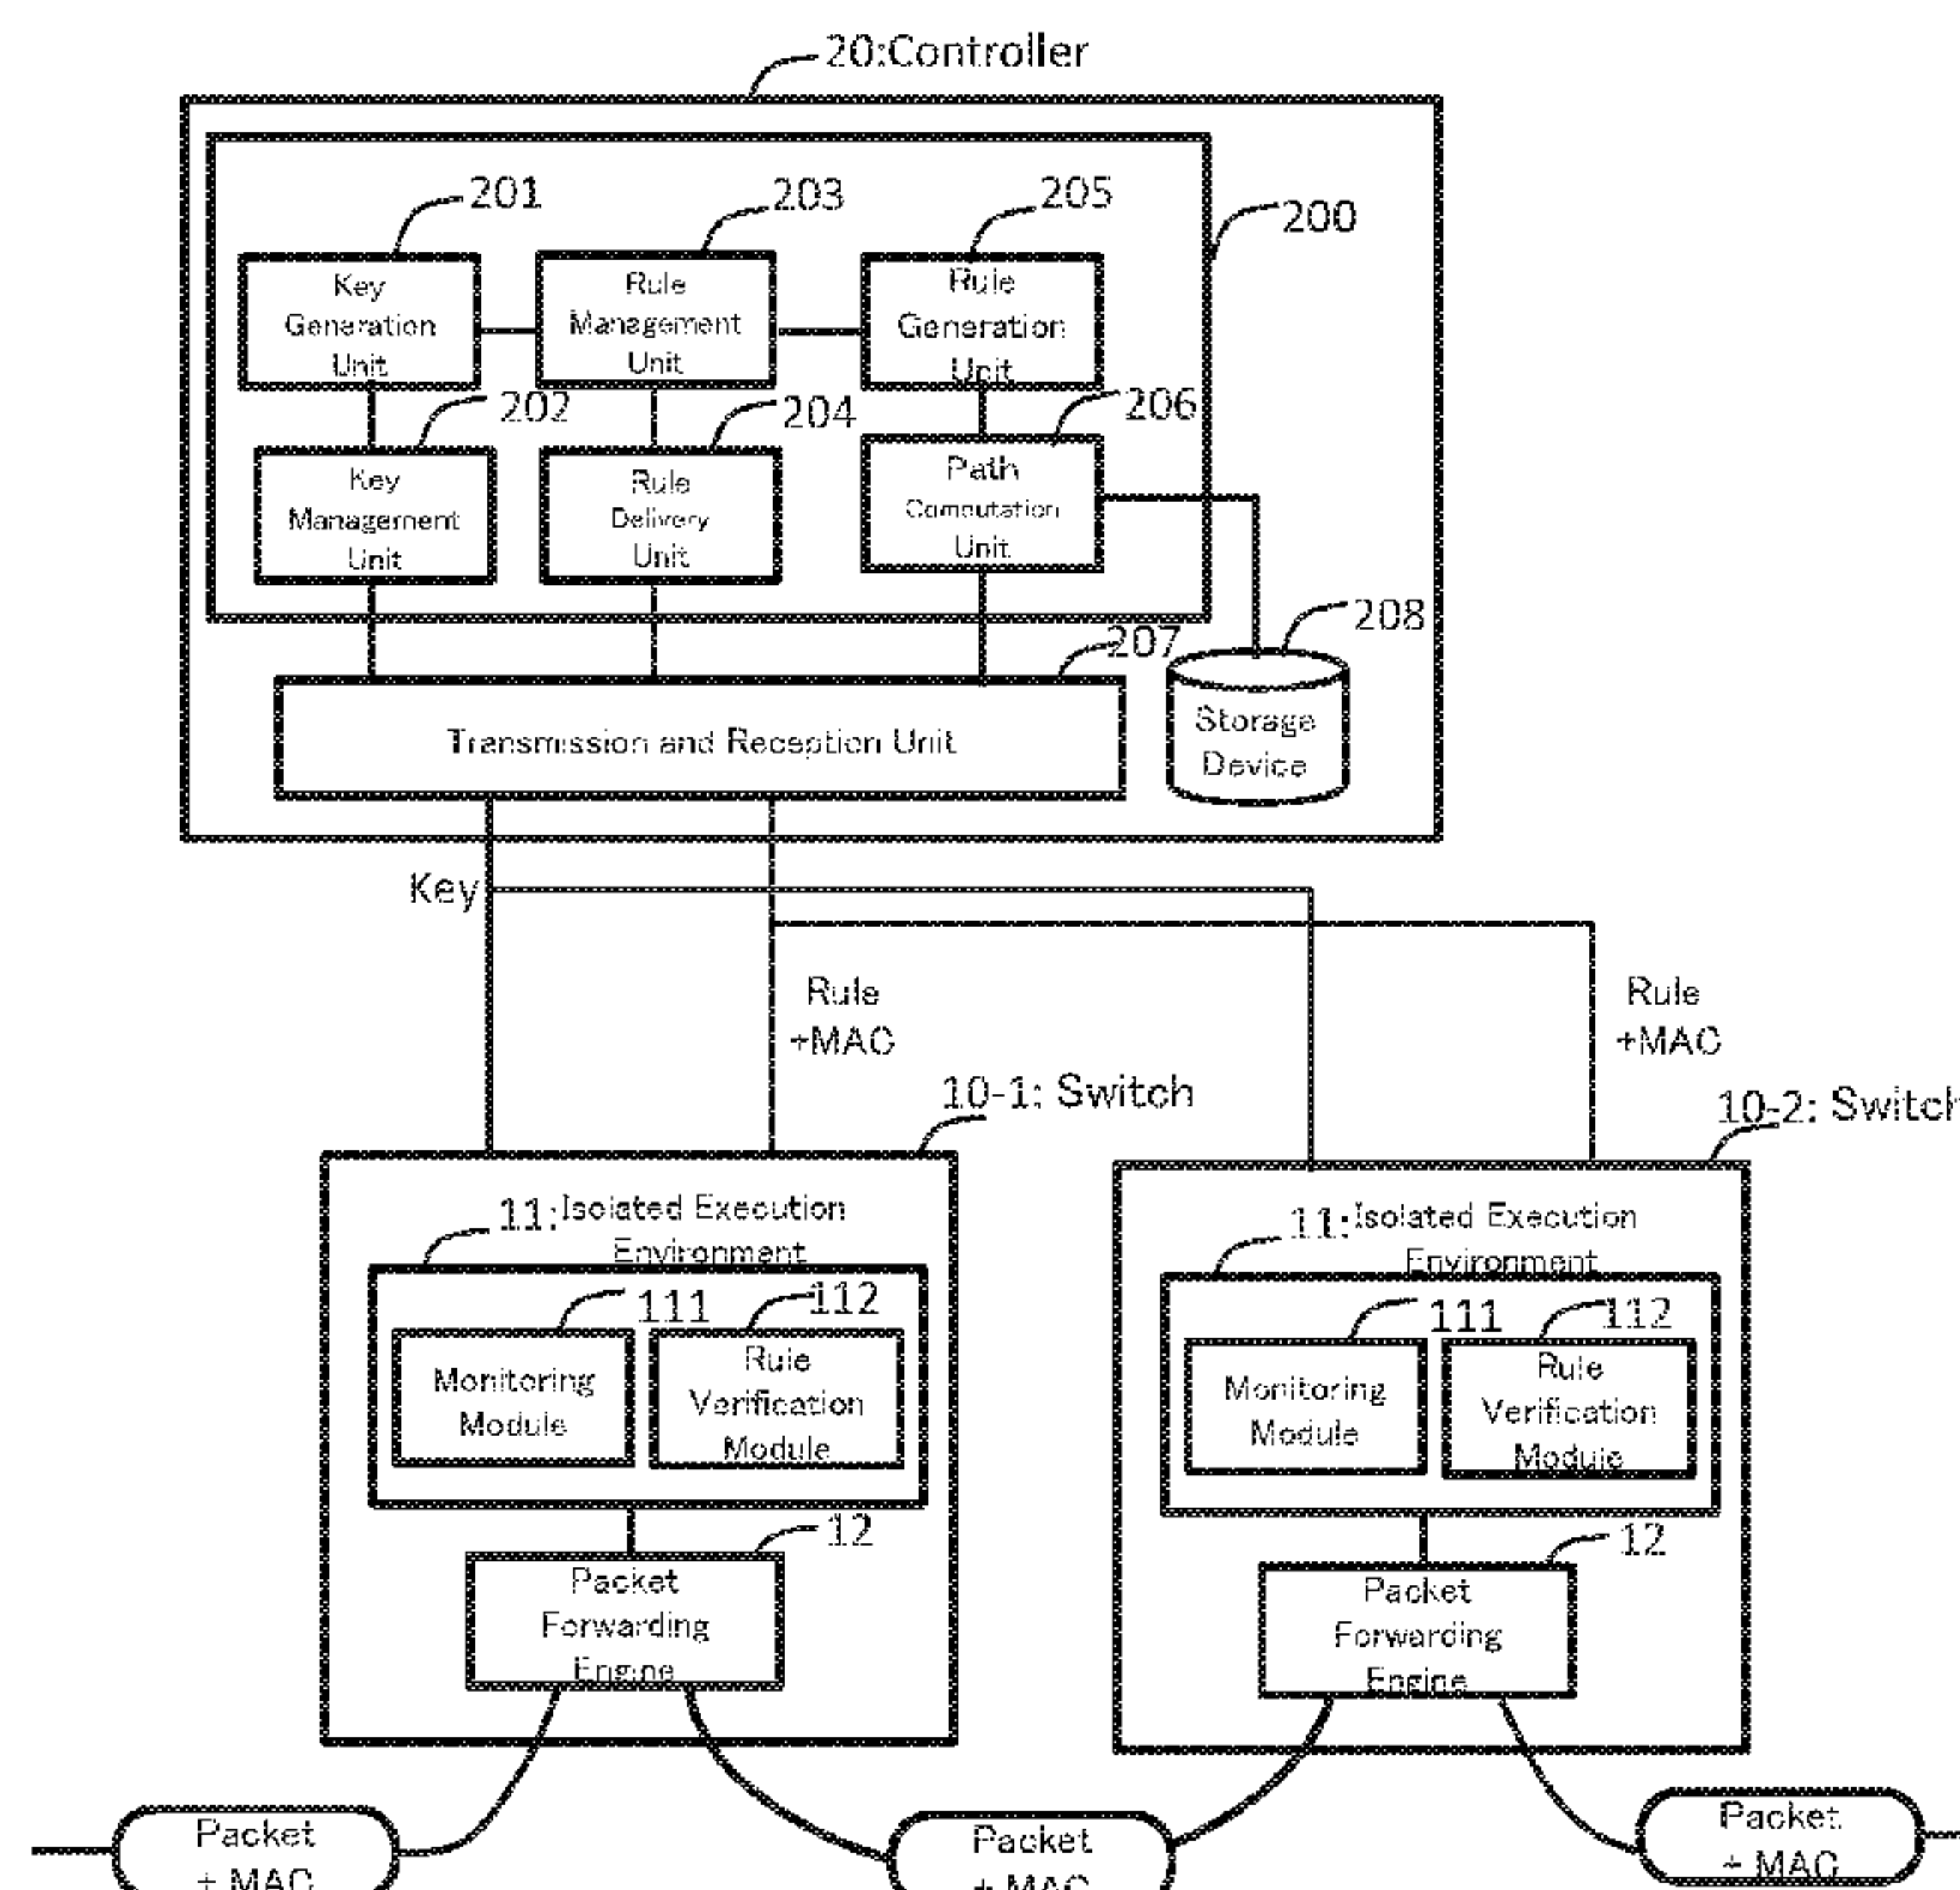 20:Controller
201
203
205
200
Key
Generation
Unit
Rule
Management
Unit
Rule
Generation
Unit
202
204
206
Key
Management
Unit
Rule
Delivery
Unit
Path
Comoutation
Unit
207
208
Transmission and Reception Unit
Storage
Device
Key
Rule
+MAC
Rule
+MAC
10-1: Switch
10-2: Switch
11:Isolated Execution
Environment
11:Isolated Execution
Environment
111
112
111
112
Monitoring
Module
Rule
Verification
Module
Monitoring
Module
Rule
Verification
Module
12
12
Packet
Forwarding
Engine
Packet
Forwarding
Engine
Packet
+ MAC
Packet
+ MAC
Packet
+ MAC